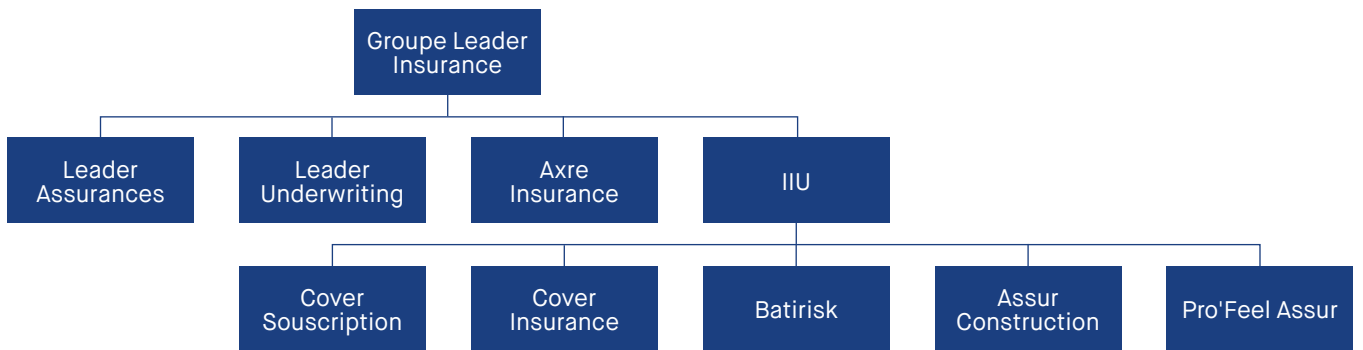 Groupe Leader
Insurance
Leader
Assurances
Leader
Underwriting
Axre
Insurance
IIU
Cover
Souscription
Cover
Insurance
Batirisk
Assur
Construction
Pro'Feel Assur